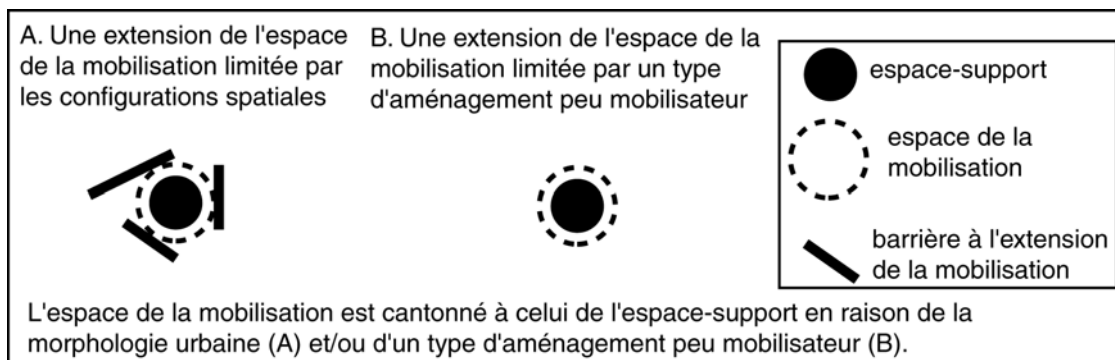 A. Une extension de l'espace
de la mobilisation limitée par
les configurations spatiales
B. Une extension de l'espace de la
mobilisation limitée par un type
d'aménagement peu mobilisateur
espace-support
espace de la
mobilisation
barrière à l'extension
de la mobilisation
L'espace de la mobilisation est cantonné à celui de l'espace-support en raison de la
morphologie urbaine (A) et/ou d'un type d'aménagement peu mobilisateur (B).